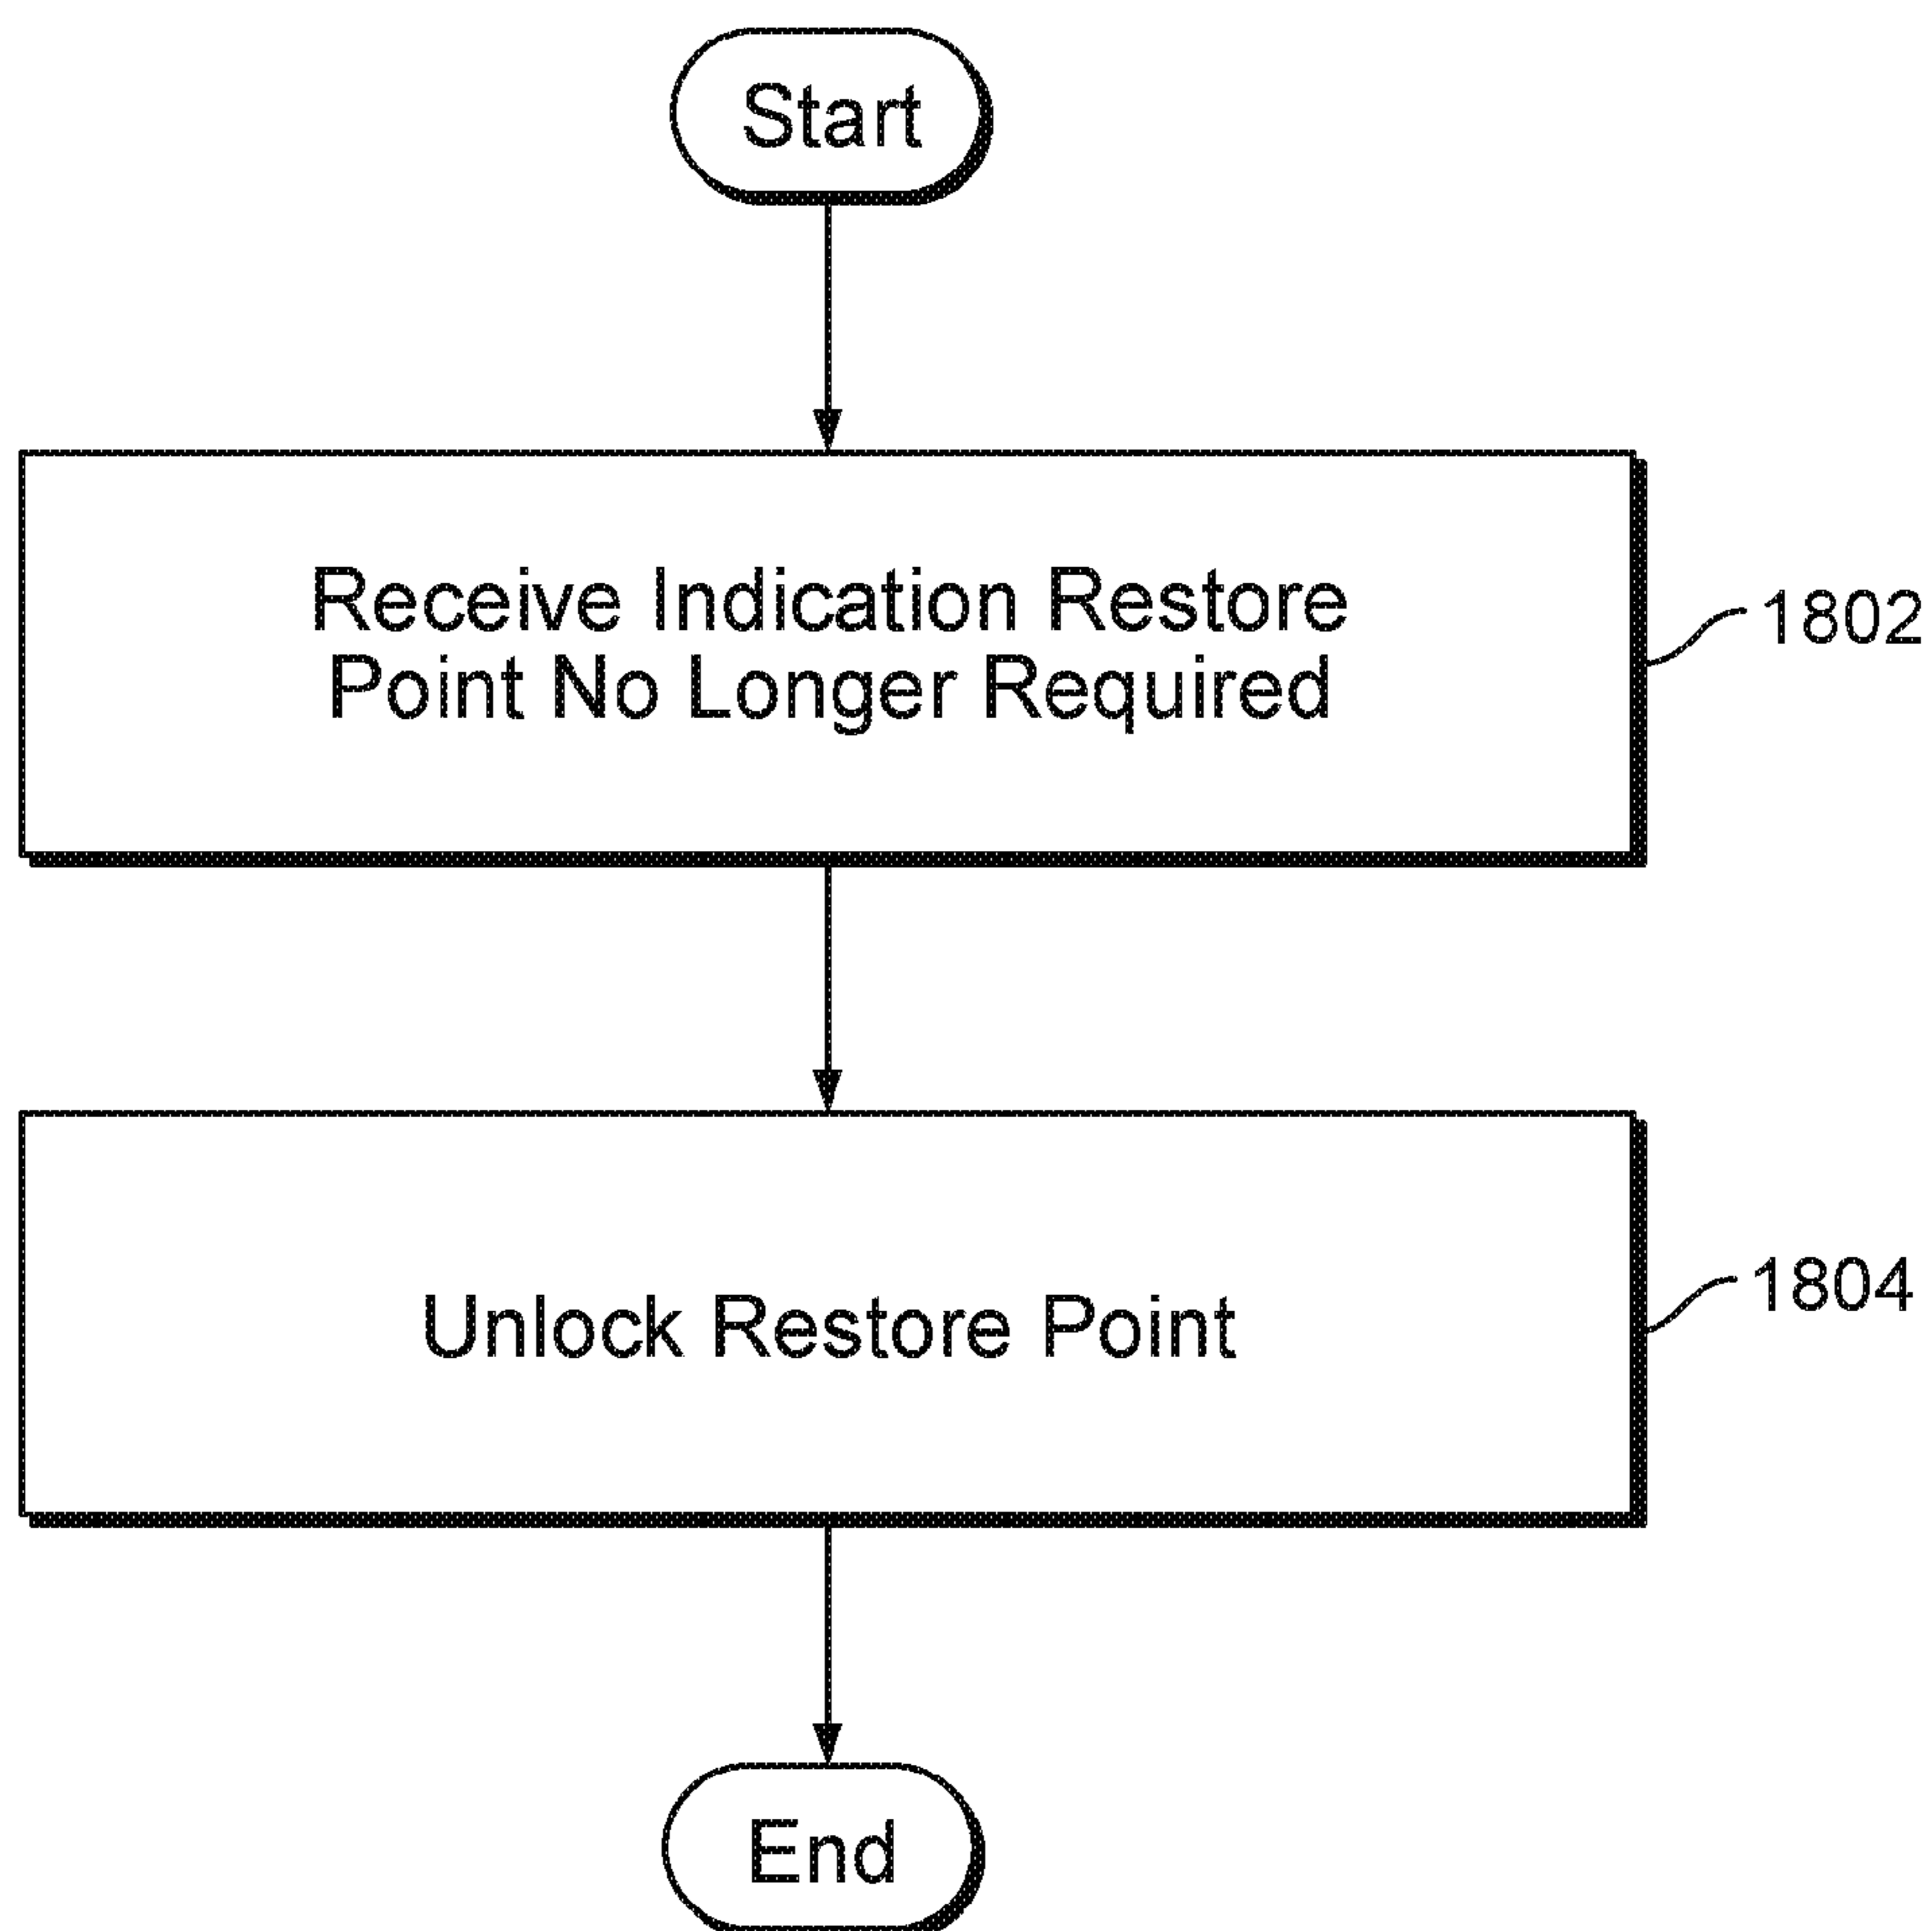 Start
Receive Indication Restore
Point No Longer Required
1802
Unlock Restore Point
1804
End